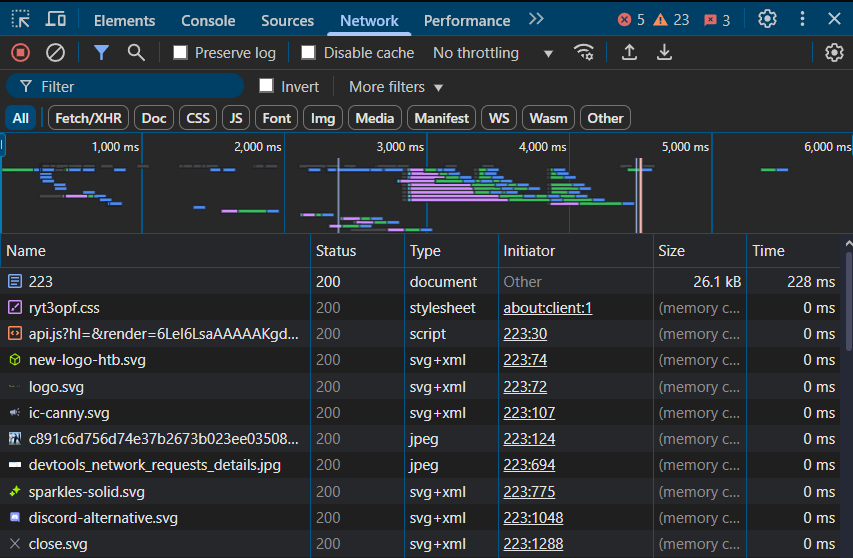 Elements Console Sources Network Performance 5 23 3
Preserve log Disable cache No throttling
Filter Invert More filters
All Fetch/XHR Doc CSS JS Font Img Media Manifest WS Wasm Other
1,000 ms 2,000 ms 3,000 ms 4,000 ms 5,000 ms 6,000 ms
Name Status Type Initiator Size Time
223 200 document Other 26.1 kB 228 ms
ryt3opf.css 200 stylesheet about:client:1 (memory c... 0 ms
api.js?hl=&render=6LeI6LsaAAAAAKgd... 200 script 223:30 (memory c... 0 ms
new-logo-htb.svg 200 svg+xml 223:74 (memory c... 0 ms
logo.svg 200 svg+xml 223:72 (memory c... 0 ms
ic-canny.svg 200 svg+xml 223:107 (memory c... 0 ms
c891c6d756d74e37b2673b023ee03508... 200 jpeg 223:124 (memory c... 0 ms
devtools_network_requests_details.jpg 200 jpeg 223:694 (memory c... 0 ms
sparkles-solid.svg 200 svg+xml 223:775 (memory c... 0 ms
discord-alternative.svg 200 svg+xml 223:1048 (memory c... 0 ms
close.svg 200 svg+xml 223:1288 (memory c... 0 ms